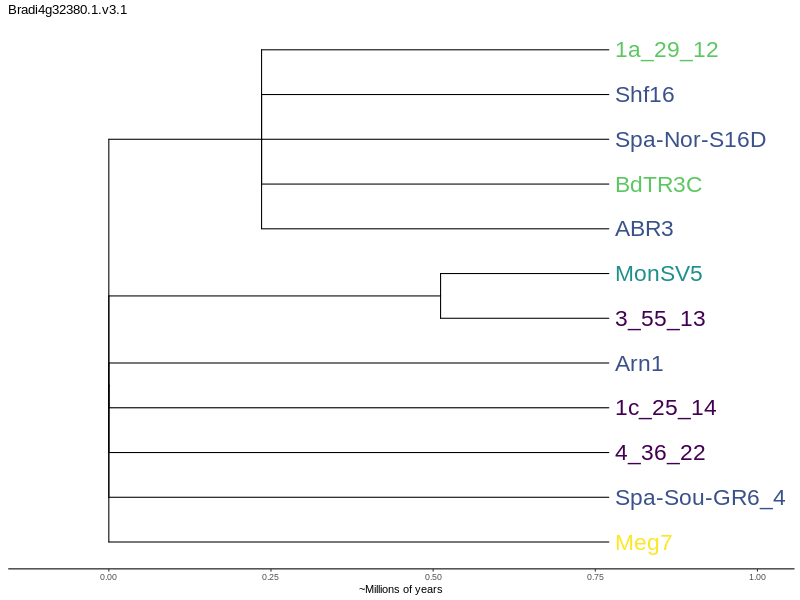 Bradi4g32380.1.v3.1
1a_29_12
Shf16
Spa-Nor-S16D
BdTR3C
ABR3
MonSV5
3_55_13
Arn1
1c_25_14
4_36_22
Spa-Sou-GR6_4
Meg7
0.00 0.25 0.50 0.75 1.00
~Millions of years